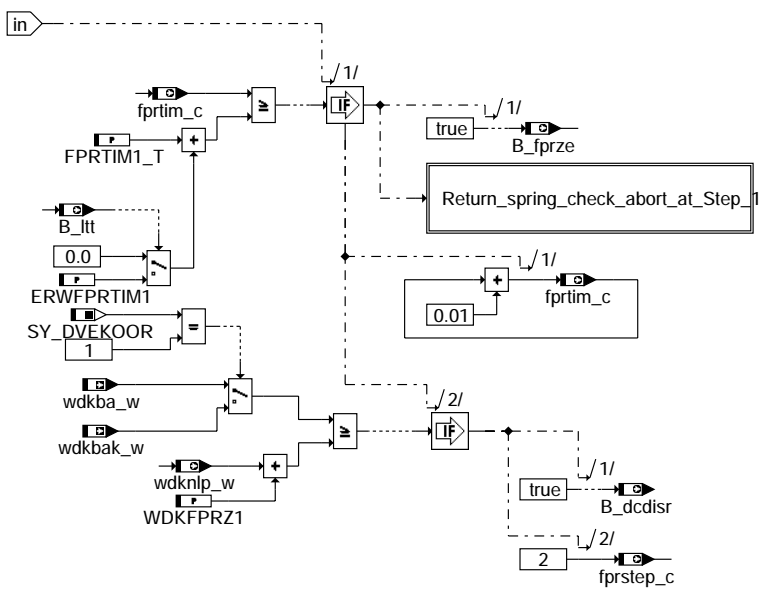 in
/1/
fprtim_c
≥
IF
/1/
true
B_fprze
FPRTIM1_T
+
P
Return_spring_check_abort_at_Step_1
B_ltt
0.0
P
ERWFPRTIM1
/1/
+
fprtim_c
0.01
SY_DVEKOOR
=
1
wdkba_w
/2/
wdkbak_w
≥
IF
wdknlp_w
+
P
WDKFPRZ1
/1/
true
B_dcdisr
/2/
2
fprstep_c